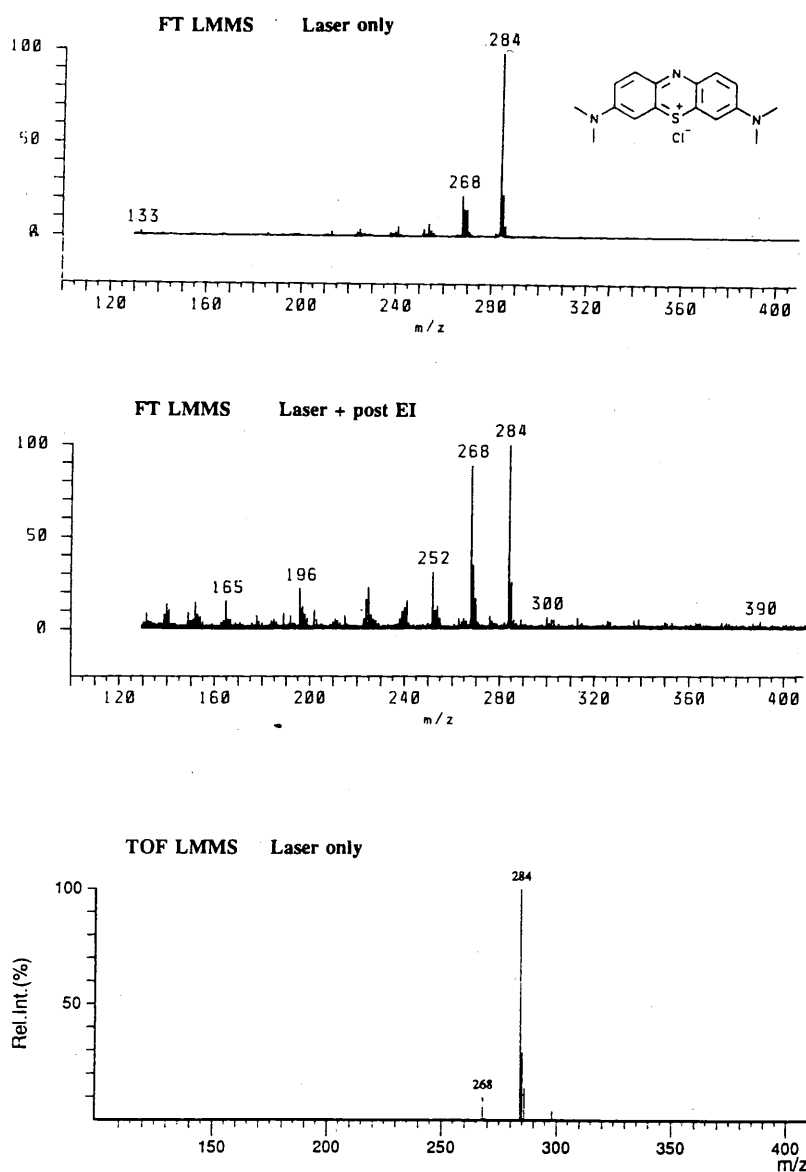 FT LMMS Laser only
284
100
50
268
133
N
N
S+
N
Cl−
120 160 200 240 280 320 360 400
m/z
FT LMMS Laser + post EI
284
268
100
50
252
196
165
300
390
0
120 160 200 240 280 320 360 400
m/z
TOF LMMS Laser only
284
100
Rel.Int.(%)
50
268
150 200 250 300 350 400
m/z